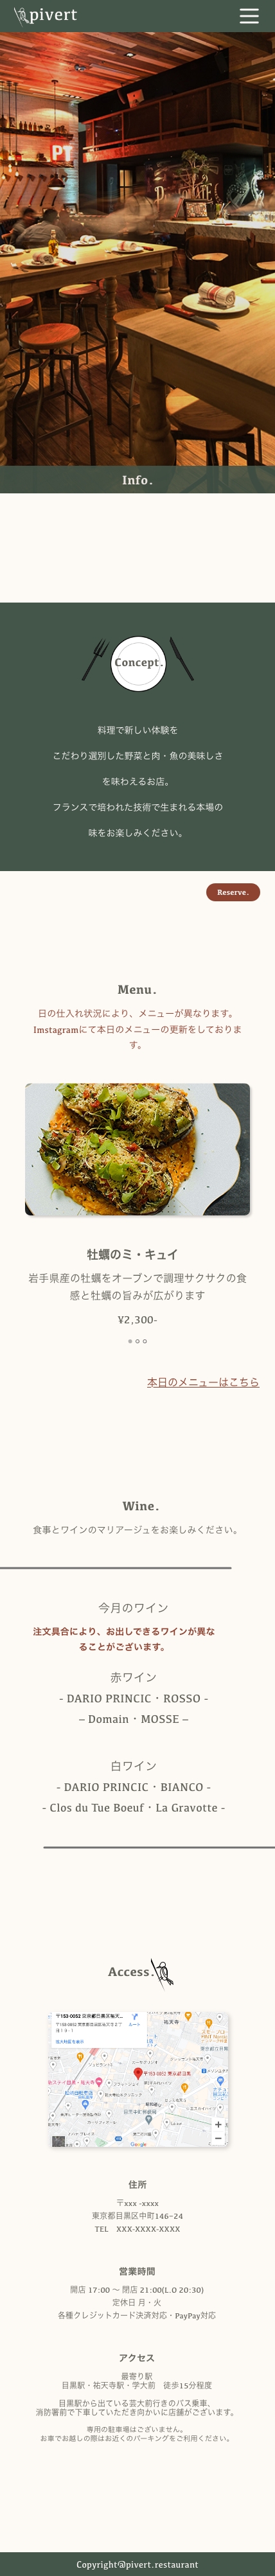 pivert
Info.
Concept.
料理で新しい体験を
こだわり選別した野菜と肉・魚の美味しさ
を味わえるお店。
フランスで培われた技術で生まれる本場の
味をお楽しみください。
Reserve.
Menu.
日の仕入れ状況により、メニューが異なります。
Imstagramにて本日のメニューの更新をしておりま
す。
牡蠣のミ・キュイ
岩手県産の牡蠣をオーブンで調理サクサクの食
感と牡蠣の旨みが広がります
¥2,300-
本日のメニューはこちら
Wine.
食事とワインのマリアージュをお楽しみください。
今月のワイン
注文具合により、お出しできるワインが異な
ることがございます。
赤ワイン
- DARIO PRINCIC・ROSSO -
– Domain・MOSSE –
白ワイン
- DARIO PRINCIC・BIANCO -
- Clos du Tue Boeuf・La Gravotte -
Access.
ルート
拡大地図を表示
Google
住所
〒xxx -xxxx
東京都目黒区中町146−24
TEL　XXX-XXXX-XXXX
営業時間
開店 17:00 〜 閉店 21:00(L.O 20:30)
定休日 月・火
各種クレジットカード決済対応・PayPay対応
アクセス
最寄り駅
目黒駅・祐天寺駅・学大前　徒歩15分程度
目黒駅から出ている芸大前行きのバス乗車、
消防署前で下車していただき向かいに店舗がございます。
専用の駐車場はございません。
お車でお越しの際はお近くのパーキングをご利用ください。
Copyright@pivert.restaurant